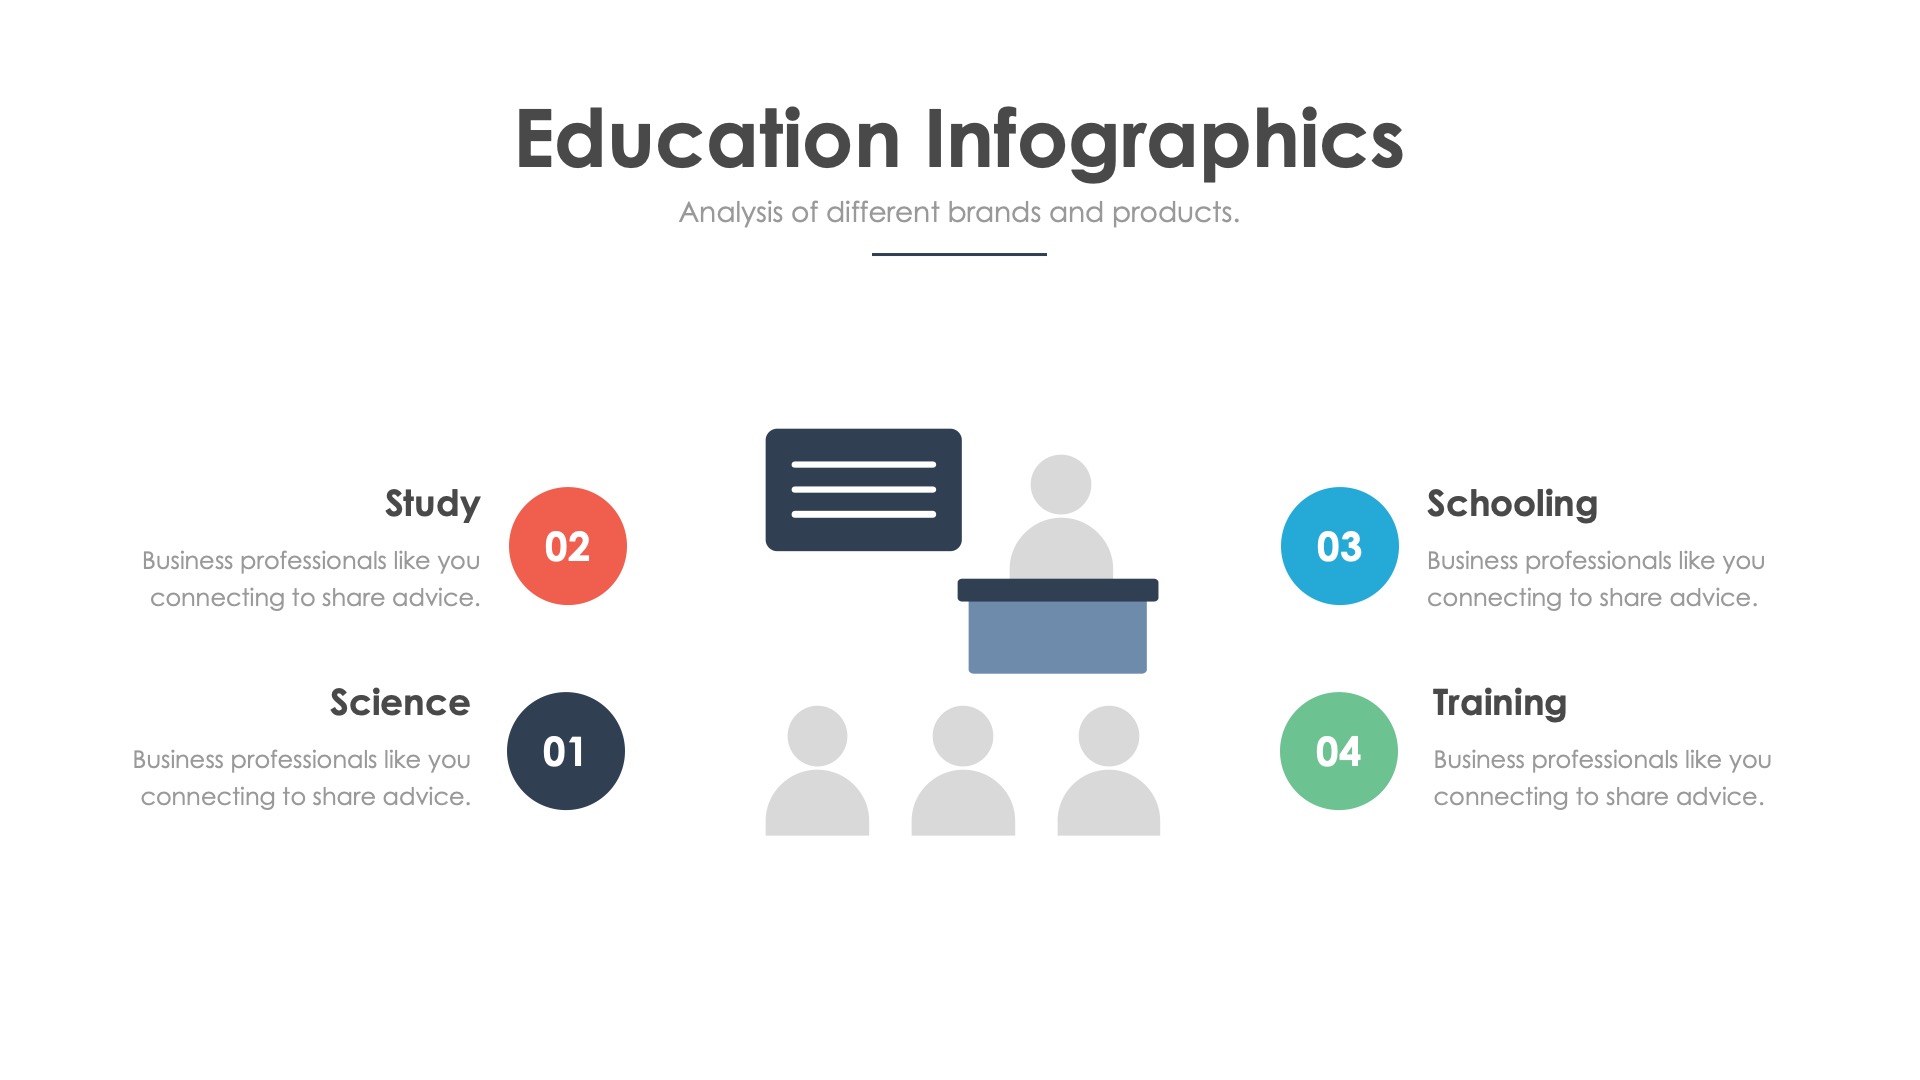 Education Infographics
Analysis of different brands and products.
Study
Business professionals like you
connecting to share advice.
02
Science
Business professionals like you
connecting to share advice.
01
03
Schooling
Business professionals like you
connecting to share advice.
04
Training
Business professionals like you
connecting to share advice.